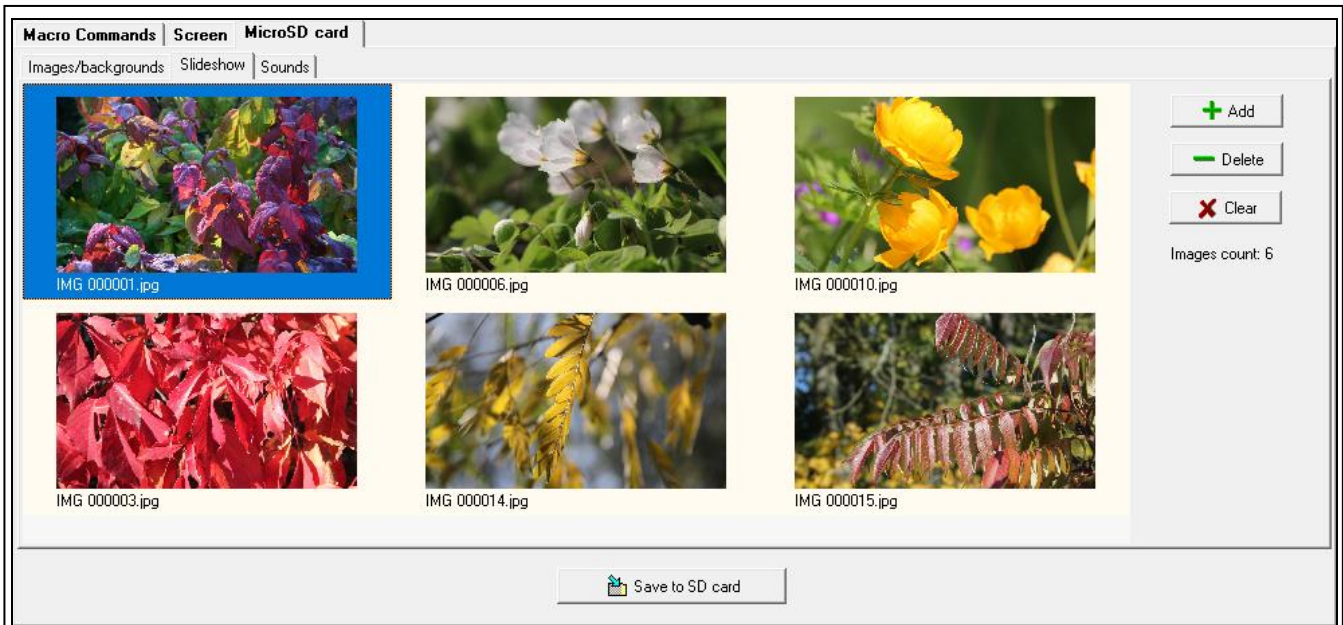 Macro Commands Screen MicroSD card
Images/backgrounds Slideshow Sounds
IMG 000001.jpg IMG 000006.jpg IMG 000010.jpg
IMG 000003.jpg IMG 000014.jpg IMG 000015.jpg
Add
Delete
Clear
Images count: 6
Save to SD card